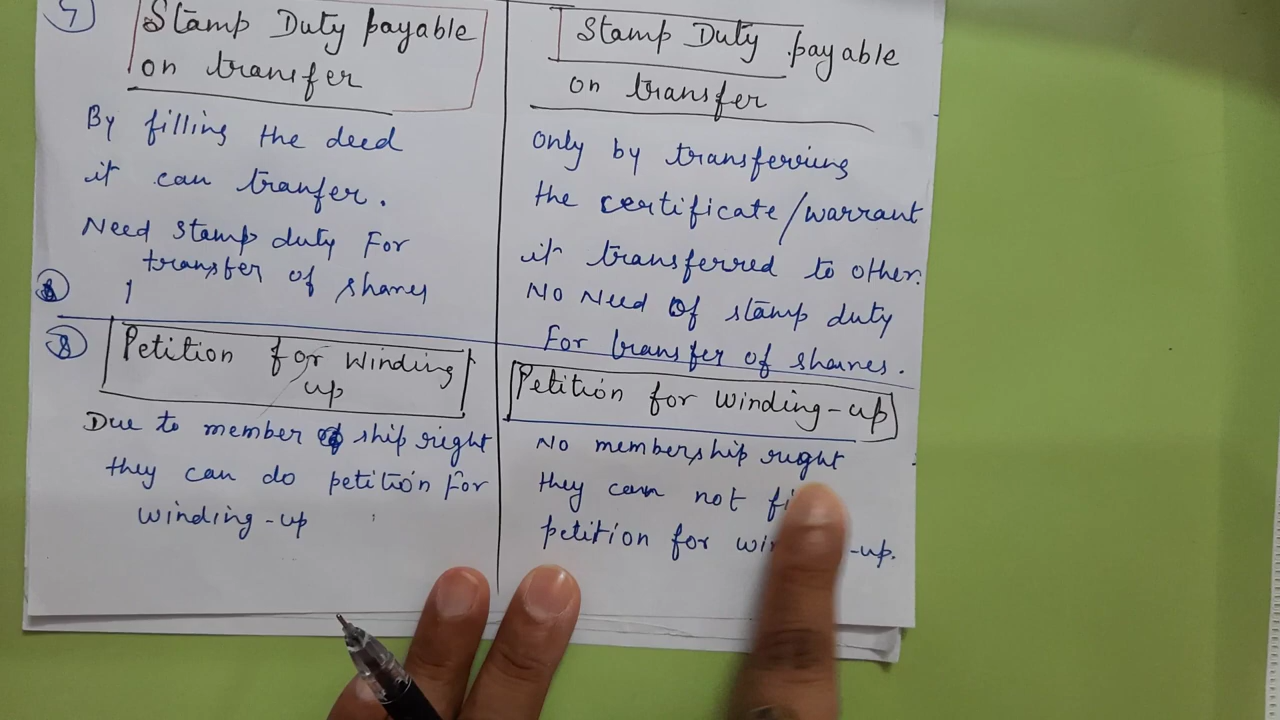 7
Stamp Duty payable
on transfer
By filling the deed
it can tranfer.
Need stamp duty For
transfer of shares
8
Petition for Winding
up
Due to member ship right
they can do petition For
winding-up
Stamp Duty payable
on transfer
only by transferring
the certificate/warrant
it transferred to other.
No Need Of stamp duty
For transfer of shares.
Petition for winding-up
No membership right
they can not
petition for -up.